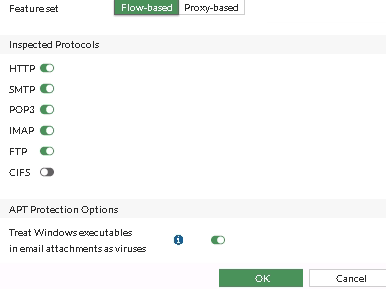 Feature set Flow-based Proxy-based
Inspected Protocols
HTTP
SMTP
POP3
IMAP
FTP
CIFS
APT Protection Options
Treat Windows executables
in email attachments as viruses
OK Cancel